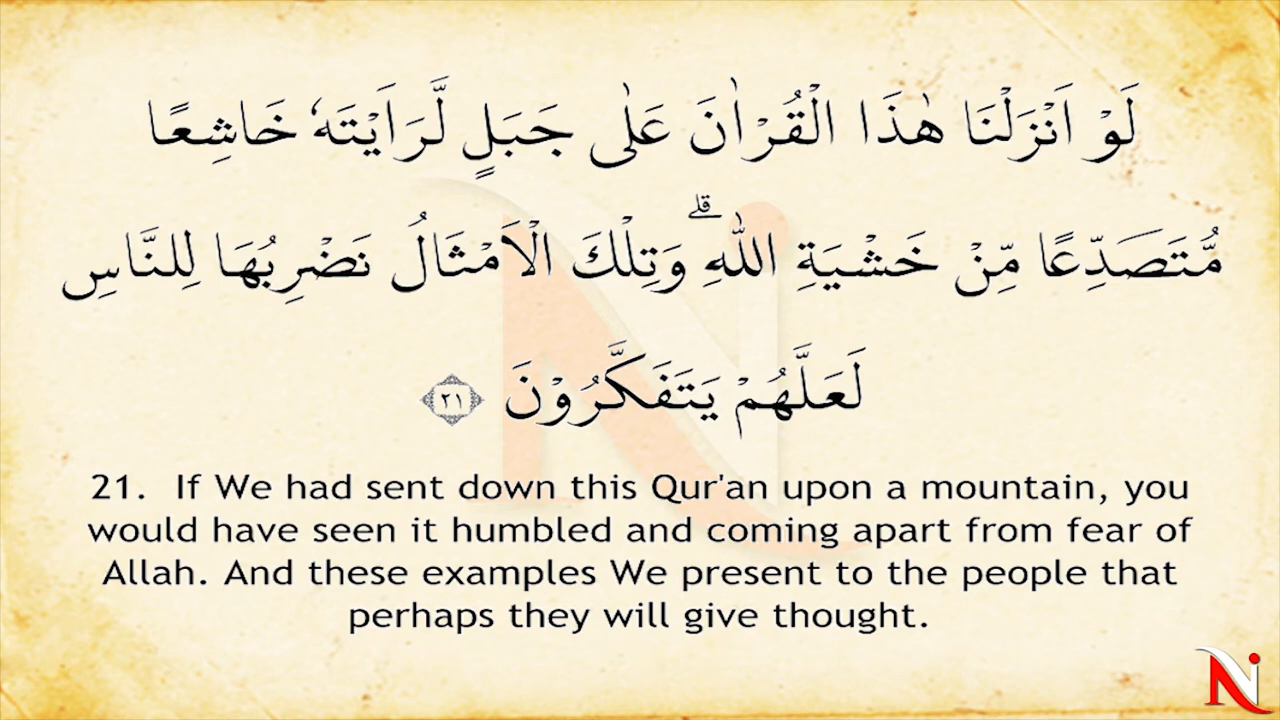 لَوْ اَنْزَلْنَا هٰذَا الْقُرْاٰنَ عَلٰى جَبَلٍ لَّرَاَيْتَهٗ خَاشِعًا
مُّتَصَدِّعًا مِّنْ خَشْيَةِ اللّٰهِ ۗ وَتِلْكَ الْاَمْثَالُ نَضْرِبُهَا لِلنَّاسِ
لَعَلَّهُمْ يَتَفَكَّرُوْنَ ٢١
21. If We had sent down this Qur'an upon a mountain, you
would have seen it humbled and coming apart from fear of
Allah. And these examples We present to the people that
perhaps they will give thought.